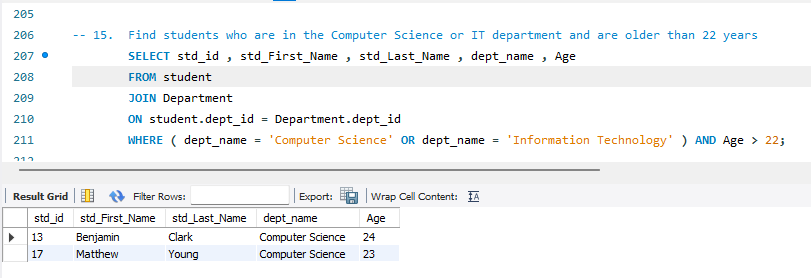 205
206 -- 15. Find students who are in the Computer Science or IT department and are older than 22 years
207 SELECT std_id , std_First_Name , std_Last_Name , dept_name , Age
208 FROM student
209 JOIN Department
210 ON student.dept_id = Department.dept_id
211 WHERE ( dept_name = 'Computer Science' OR dept_name = 'Information Technology' ) AND Age > 22;
212
Result Grid Filter Rows: Export: Wrap Cell Content:
std_id std_First_Name std_Last_Name dept_name Age
13 Benjamin Clark Computer Science 24
17 Matthew Young Computer Science 23